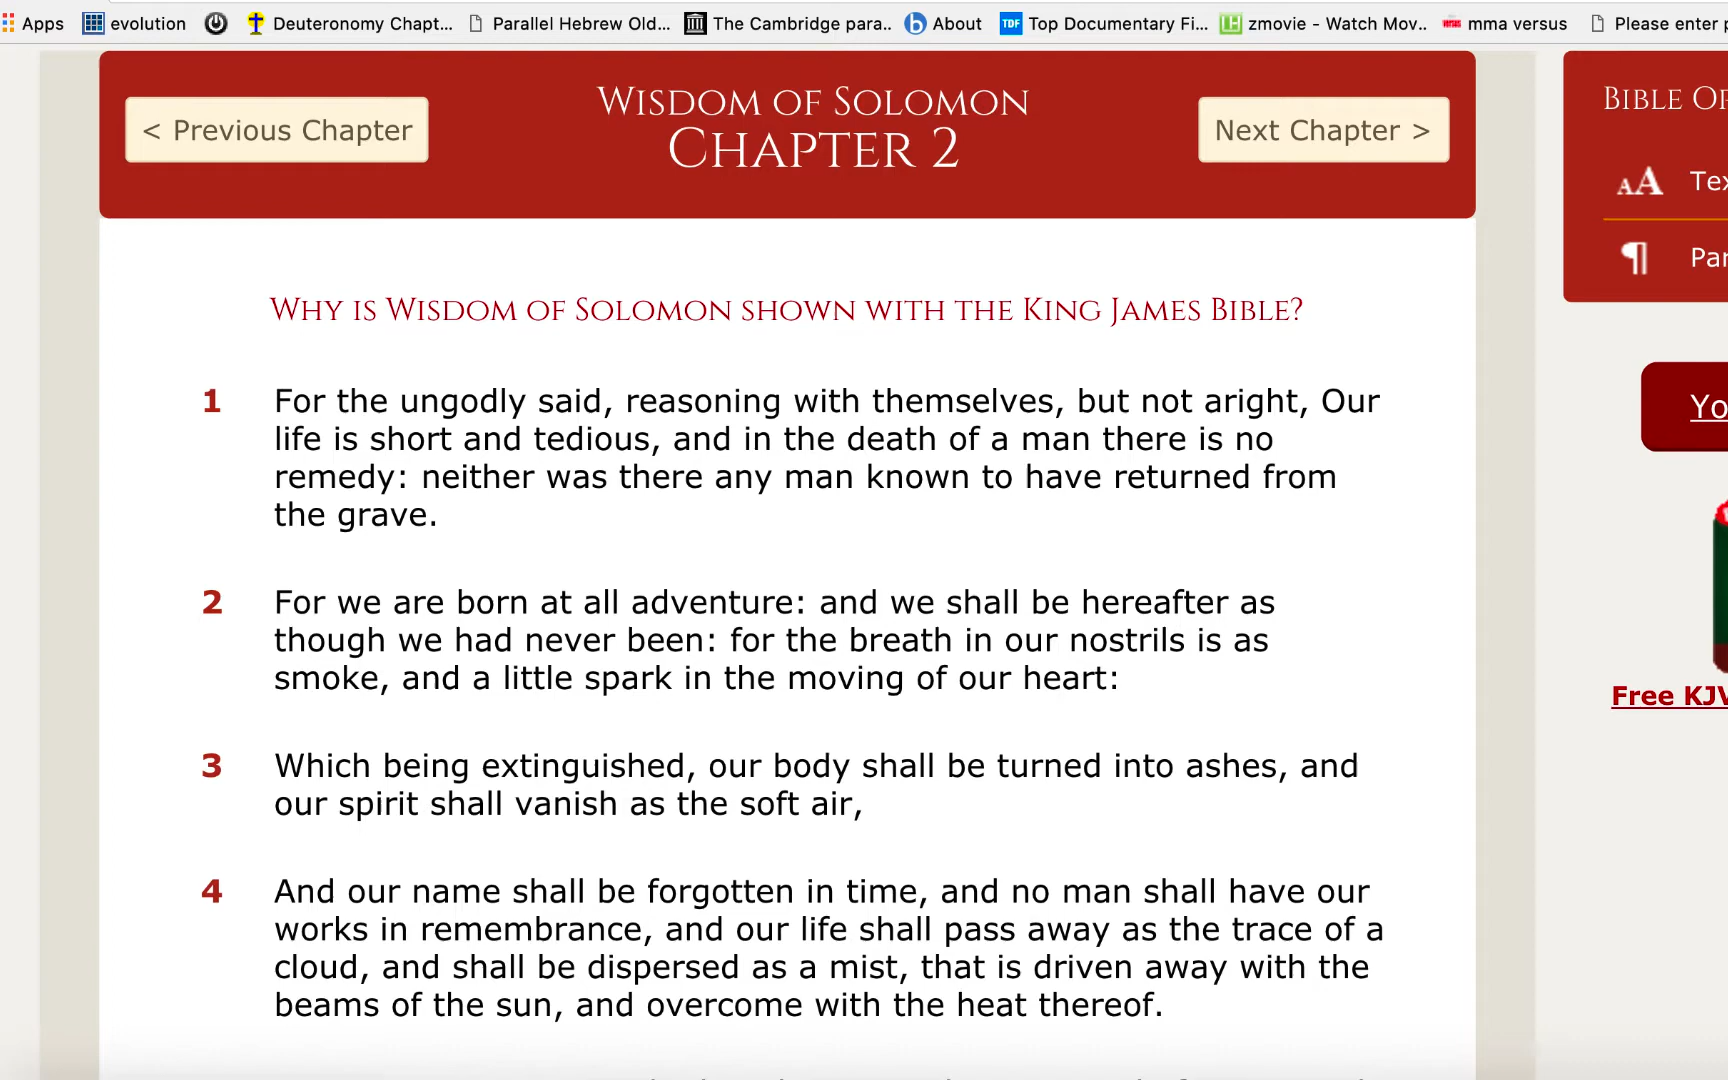 Apps evolution Deuteronomy Chapt... Parallel Hebrew Old... The Cambridge para.. About TDF Top Documentary Fi... zmovie - Watch Mov.. mma versus Please enter
Wisdom of Solomon
Chapter 2
< Previous Chapter
Next Chapter >
Why is Wisdom of Solomon shown with the King James Bible?
1 For the ungodly said, reasoning with themselves, but not aright, Our
life is short and tedious, and in the death of a man there is no
remedy: neither was there any man known to have returned from
the grave.
2 For we are born at all adventure: and we shall be hereafter as
though we had never been: for the breath in our nostrils is as
smoke, and a little spark in the moving of our heart:
3 Which being extinguished, our body shall be turned into ashes, and
our spirit shall vanish as the soft air,
4 And our name shall be forgotten in time, and no man shall have our
works in remembrance, and our life shall pass away as the trace of a
cloud, and shall be dispersed as a mist, that is driven away with the
beams of the sun, and overcome with the heat thereof.
Bible
AA
¶
Free KJV